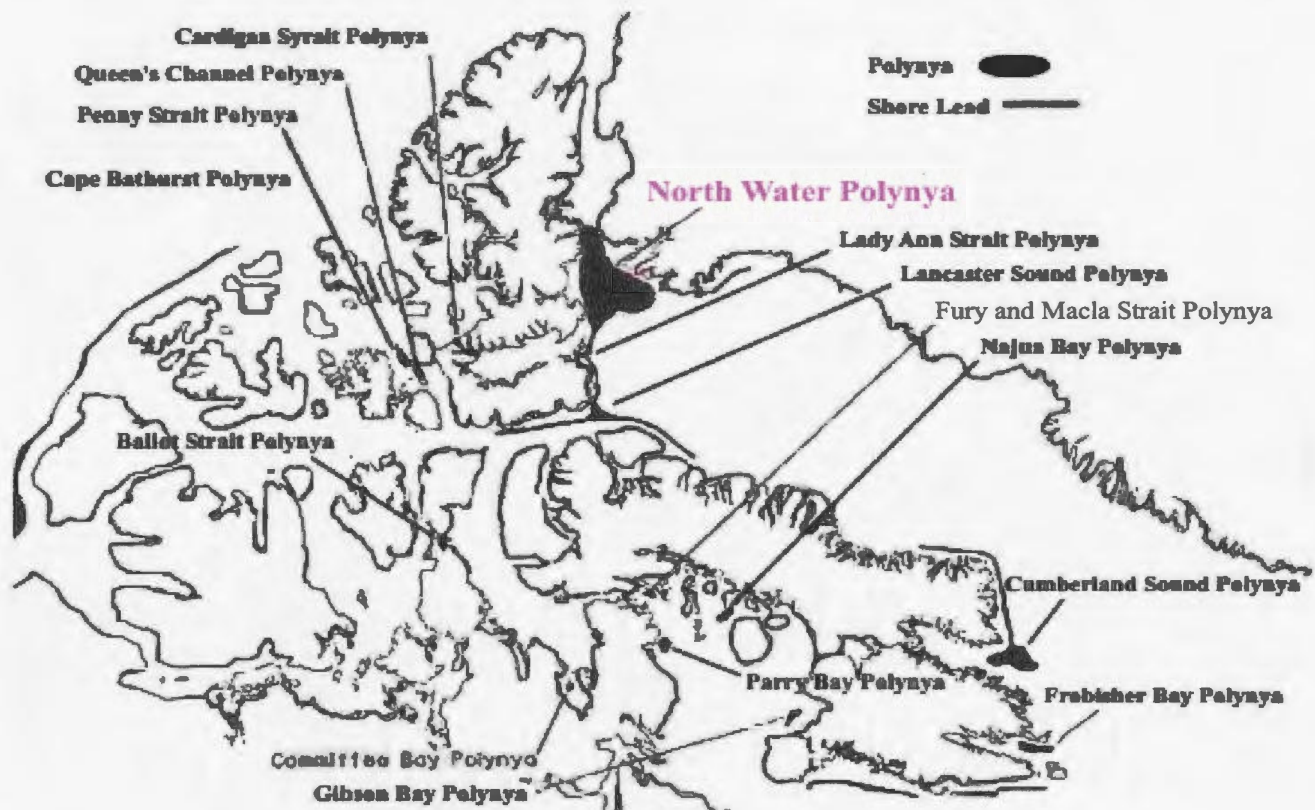 Cardigan Syrait Polynya
Queen's Channel Polynya
Penny Strait Polynya
Cape Bathurst Polynya
Polynya
Shore Lead
North Water Polynya
Lady Ann Strait Polynya
Lancaster Sound Polynya
Fury and Macla Strait Polynya
Najua Bay Polynya
Ballot Strait Polynya
Cumberland Sound Polynya
Parry Bay Polynya
Frobisher Bay Polynya
Committee Bay Polynya
Gibson Bay Polynya